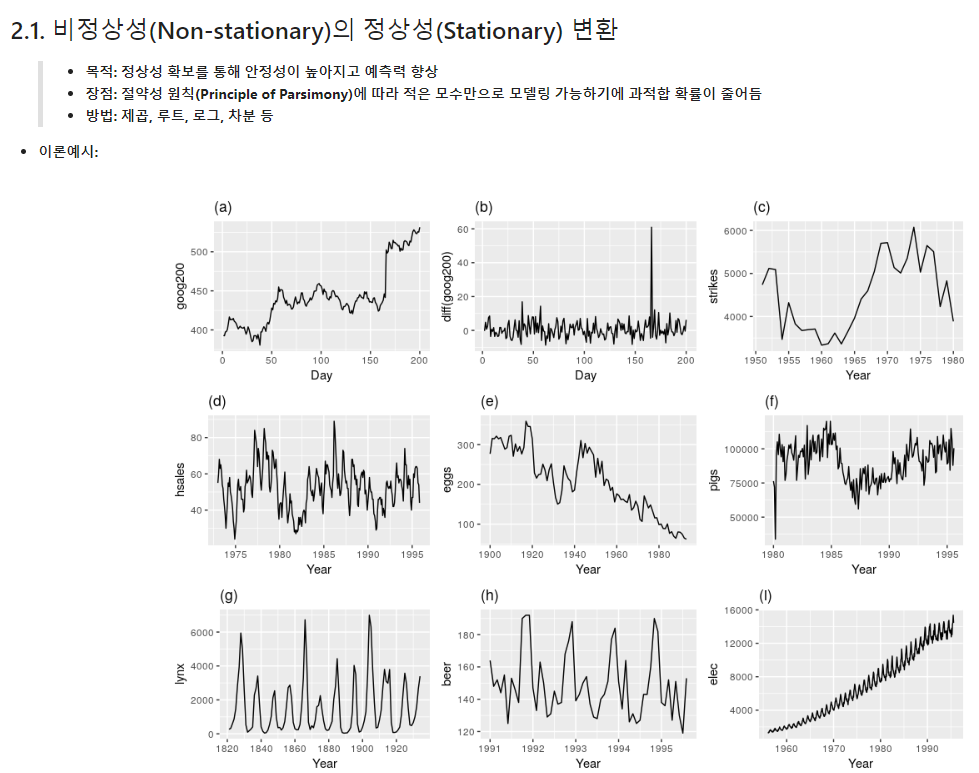 2.1. 비정상성(Non-stationary)의 정상성(Stationary) 변환
목적: 정상성 확보를 통해 안정성이 높아지고 예측력 향상
장점: 절약성 원칙(Principle of Parsimony)에 따라 적은 모수만으로 모델링 가능하기에 과적합 확률이 줄어듬
방법: 제곱, 루트, 로그, 차분 등
이론예시:
(a)
goog200
500
450
400
0 50 100 150 200
Day
(b)
diff(goog200)
60
40
20
0
0 50 100 150 200
Day
(c)
strikes
6000
5000
4000
1950 1955 1960 1965 1970 1975 1980
Year
(d)
hsales
80
60
40
1975 1980 1985 1990 1995
Year
(e)
eggs
300
200
100
1900 1920 1940 1960 1980
Year
(f)
pigs
100000
75000
50000
1980 1985 1990 1995
Year
(g)
lynx
6000
4000
2000
0
1820 1840 1860 1880 1900 1920
Year
(h)
beer
180
160
140
120
1991 1992 1993 1994 1995
Year
(I)
elec
16000
12000
8000
4000
1960 1970 1980 1990
Year